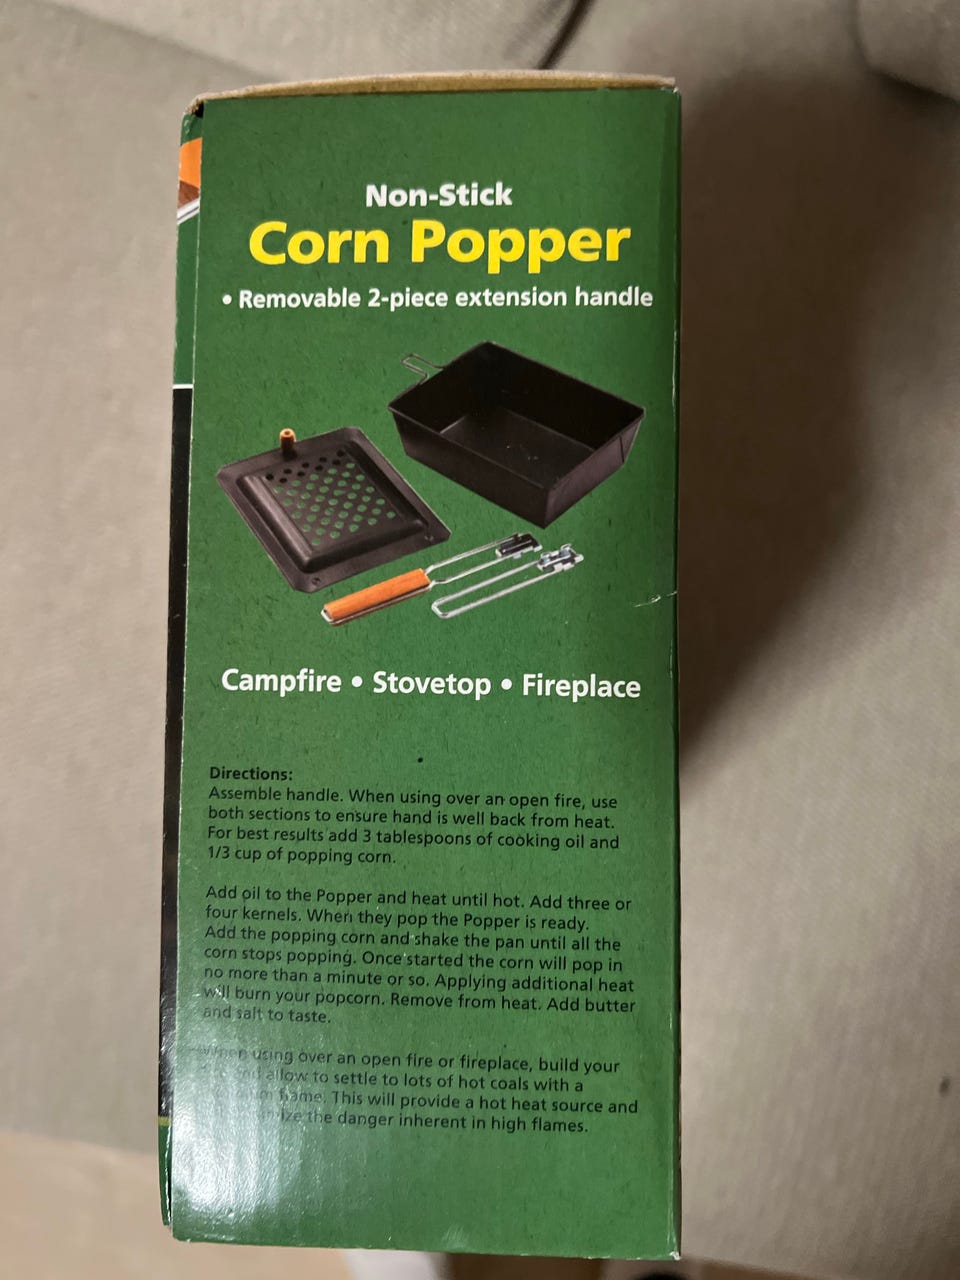 Non-Stick
Corn Popper
• Removable 2-piece extension handle
Campfire • Stovetop • Fireplace
Directions:
Assemble handle. When using over an open fire, use
both sections to ensure hand is well back from heat.
For best results add 3 tablespoons of cooking oil and
1/3 cup of popping corn.
Add oil to the Popper and heat until hot. Add three or
four kernels. When they pop the Popper is ready.
Add the popping corn and shake the pan until all the
corn stops popping. Once started the corn will pop in
no more than a minute or so. Applying additional heat
will burn your popcorn. Remove from heat. Add butter
and salt to taste.
When using over an open fire or fireplace, build your
allow to settle to lots of hot coals with a
flame. This will provide a hot heat source and
the danger inherent in high flames.